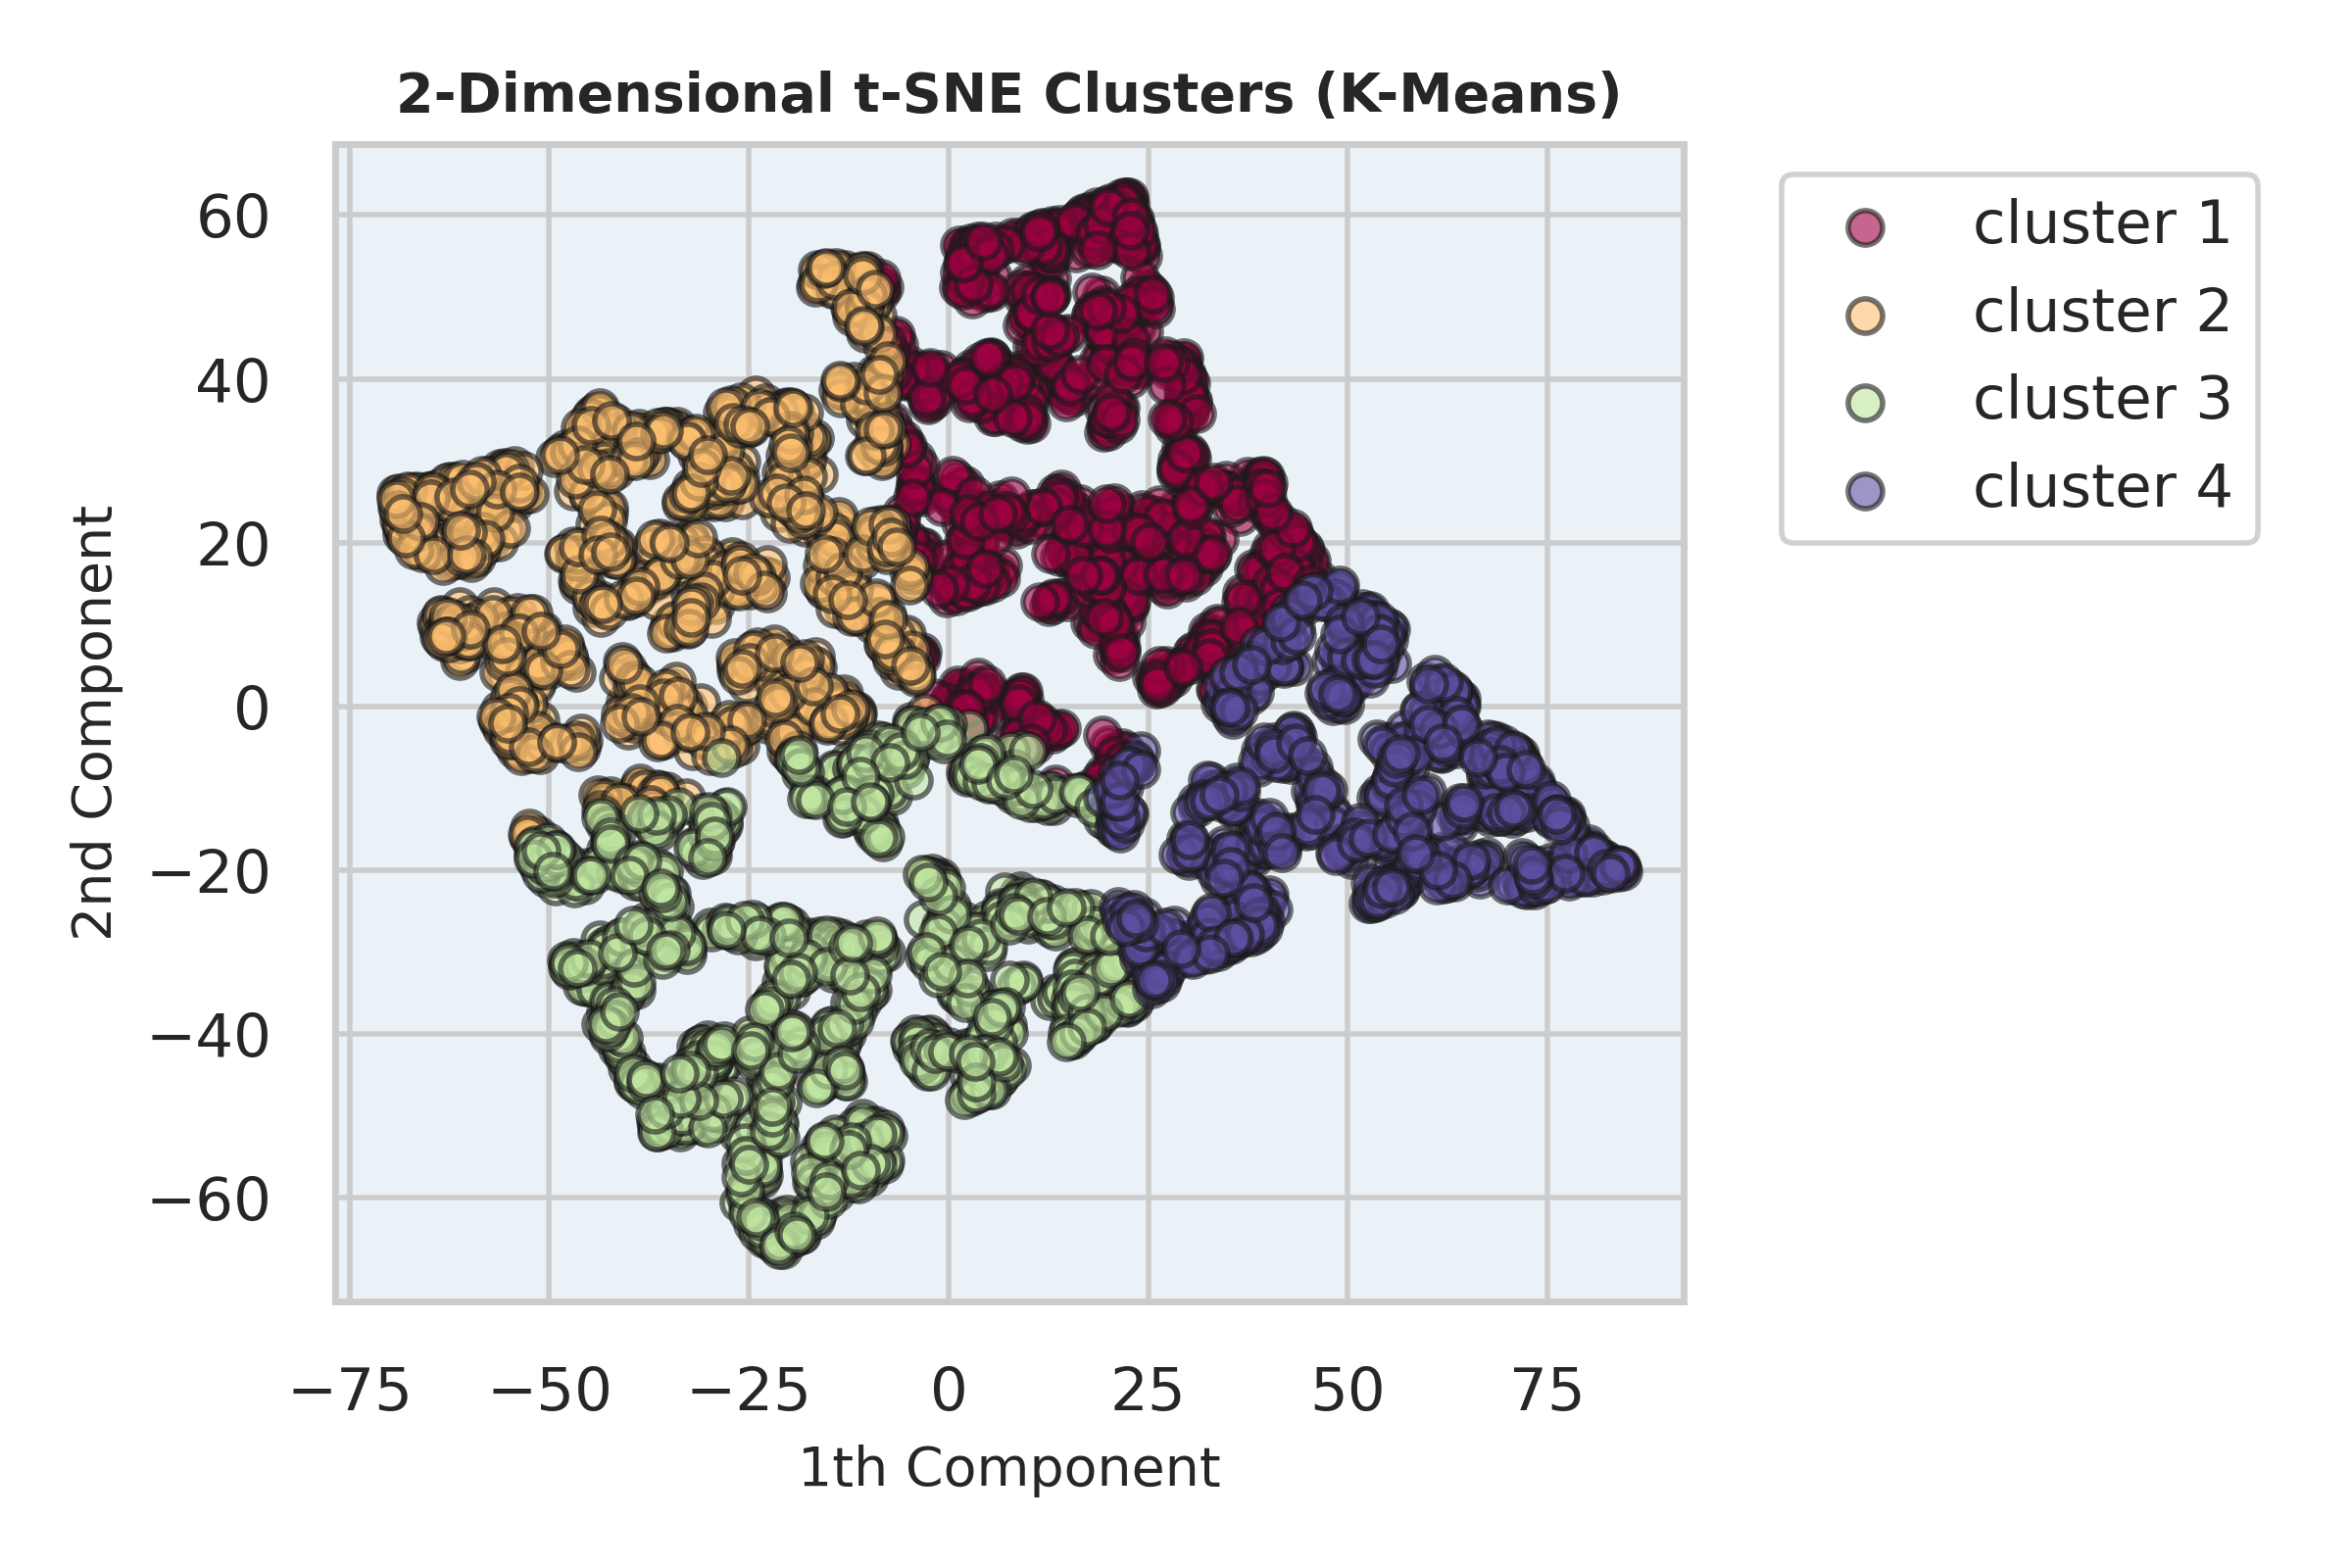 2-Dimensional t-SNE Clusters (K-Means)
60
40
20
0
−20
−40
−60
2nd Component
−75
−50
−25
0
25
50
75
1th Component
cluster 1
cluster 2
cluster 3
cluster 4